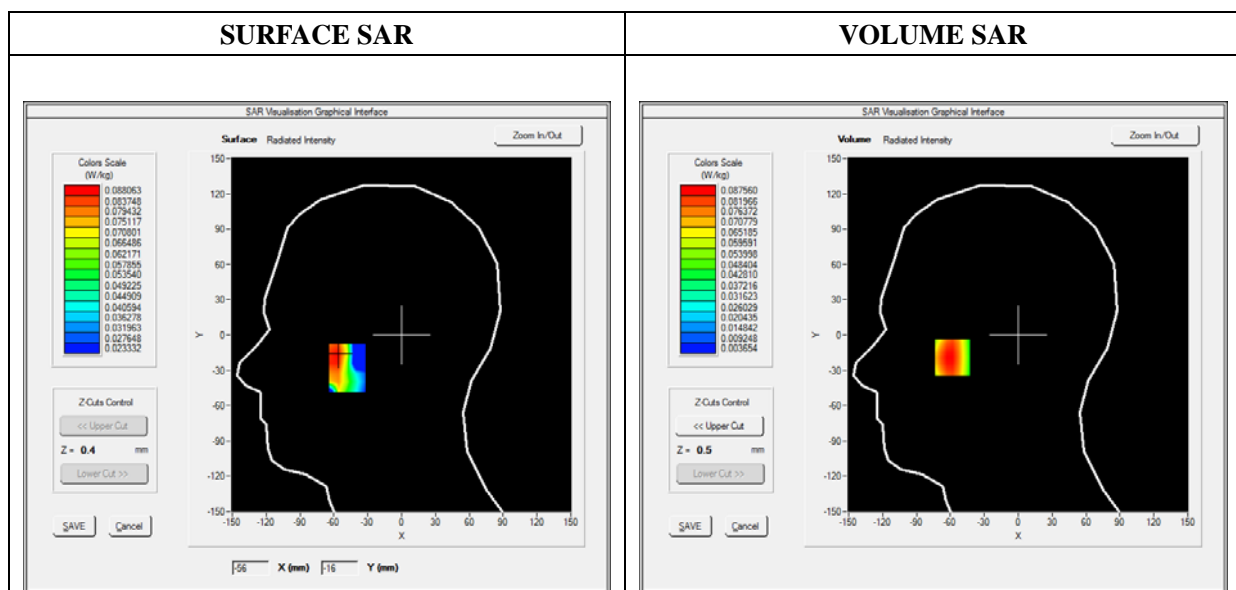 SURFACE SAR
VOLUME SAR
SAR Visualisation Graphical Interface
Surface Radiated Intensity
Zoom In/Out
Colors Scale
(W/kg)
0.088063
0.083748
0.079432
0.075117
0.070801
0.066486
0.062171
0.057855
0.053540
0.049225
0.044909
0.040594
0.036278
0.031963
0.027648
0.023332
150
120
90
60
30
0
-30
-60
-90
-120
-150
Y
-150 -120 -90 -60 -30 0 30 60 90 120 150
X
Z-Cuts Control
<< Upper Cut
Z = 0.4 mm
Lower Cut >>
SAVE Cancel
-56 X (mm) -16 Y (mm)
SAR Visualisation Graphical Interface
Volume Radiated Intensity
Zoom In/Out
Colors Scale
(W/kg)
0.087560
0.081966
0.076372
0.070779
0.065185
0.059591
0.053998
0.048404
0.042810
0.037216
0.031623
0.026029
0.020435
0.014842
0.009248
0.003654
150
120
90
60
30
0
-30
-60
-90
-120
-150
Y
-150 -120 -90 -60 -30 0 30 60 90 120 150
X
Z-Cuts Control
<< Upper Cut
Z = 0.5 mm
Lower Cut >>
SAVE Cancel